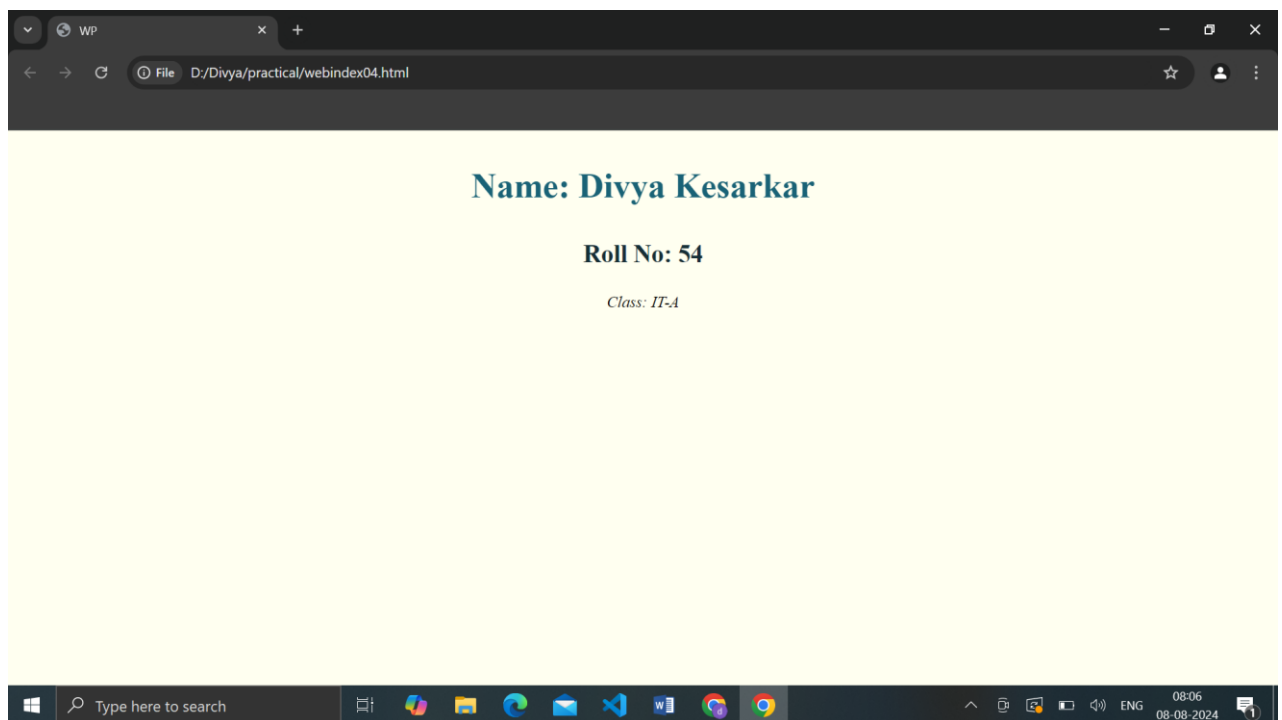 WP
File D:/Divya/practical/webindex04.html
Name: Divya Kesarkar
Roll No: 54
Class: IT-A
Type here to search
ENG
08:06
08-08-2024
1